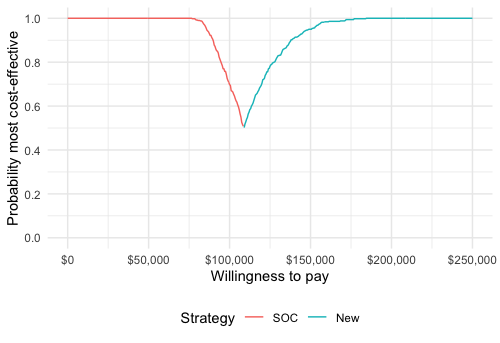 Probability most cost-effective
1.0
0.8
0.6
0.4
0.2
0.0
$0 $50,000 $100,000 $150,000 $200,000 $250,000
Willingness to pay
Strategy SOC New